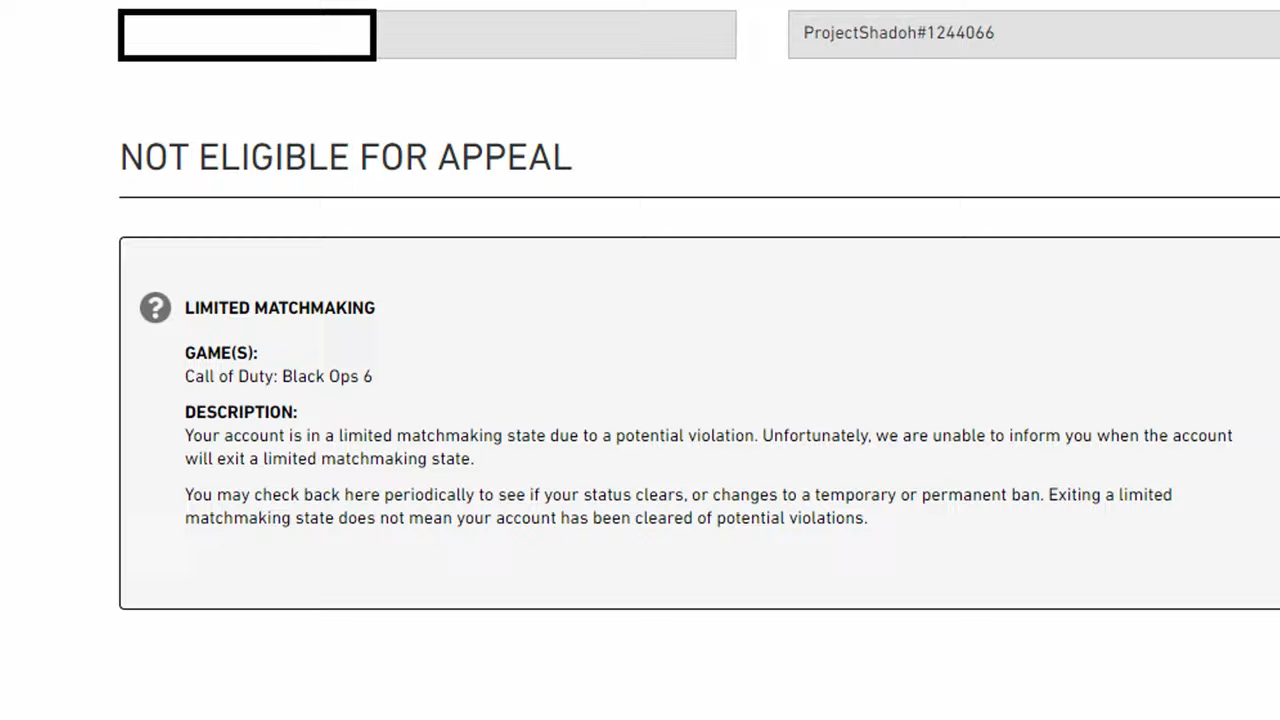 ProjectShadoh#1244066
NOT ELIGIBLE FOR APPEAL
?
LIMITED MATCHMAKING
GAME(S):
Call of Duty: Black Ops 6
DESCRIPTION:
Your account is in a limited matchmaking state due to a potential violation. Unfortunately, we are unable to inform you when the account
will exit a limited matchmaking state.
You may check back here periodically to see if your status clears, or changes to a temporary or permanent ban. Exiting a limited
matchmaking state does not mean your account has been cleared of potential violations.